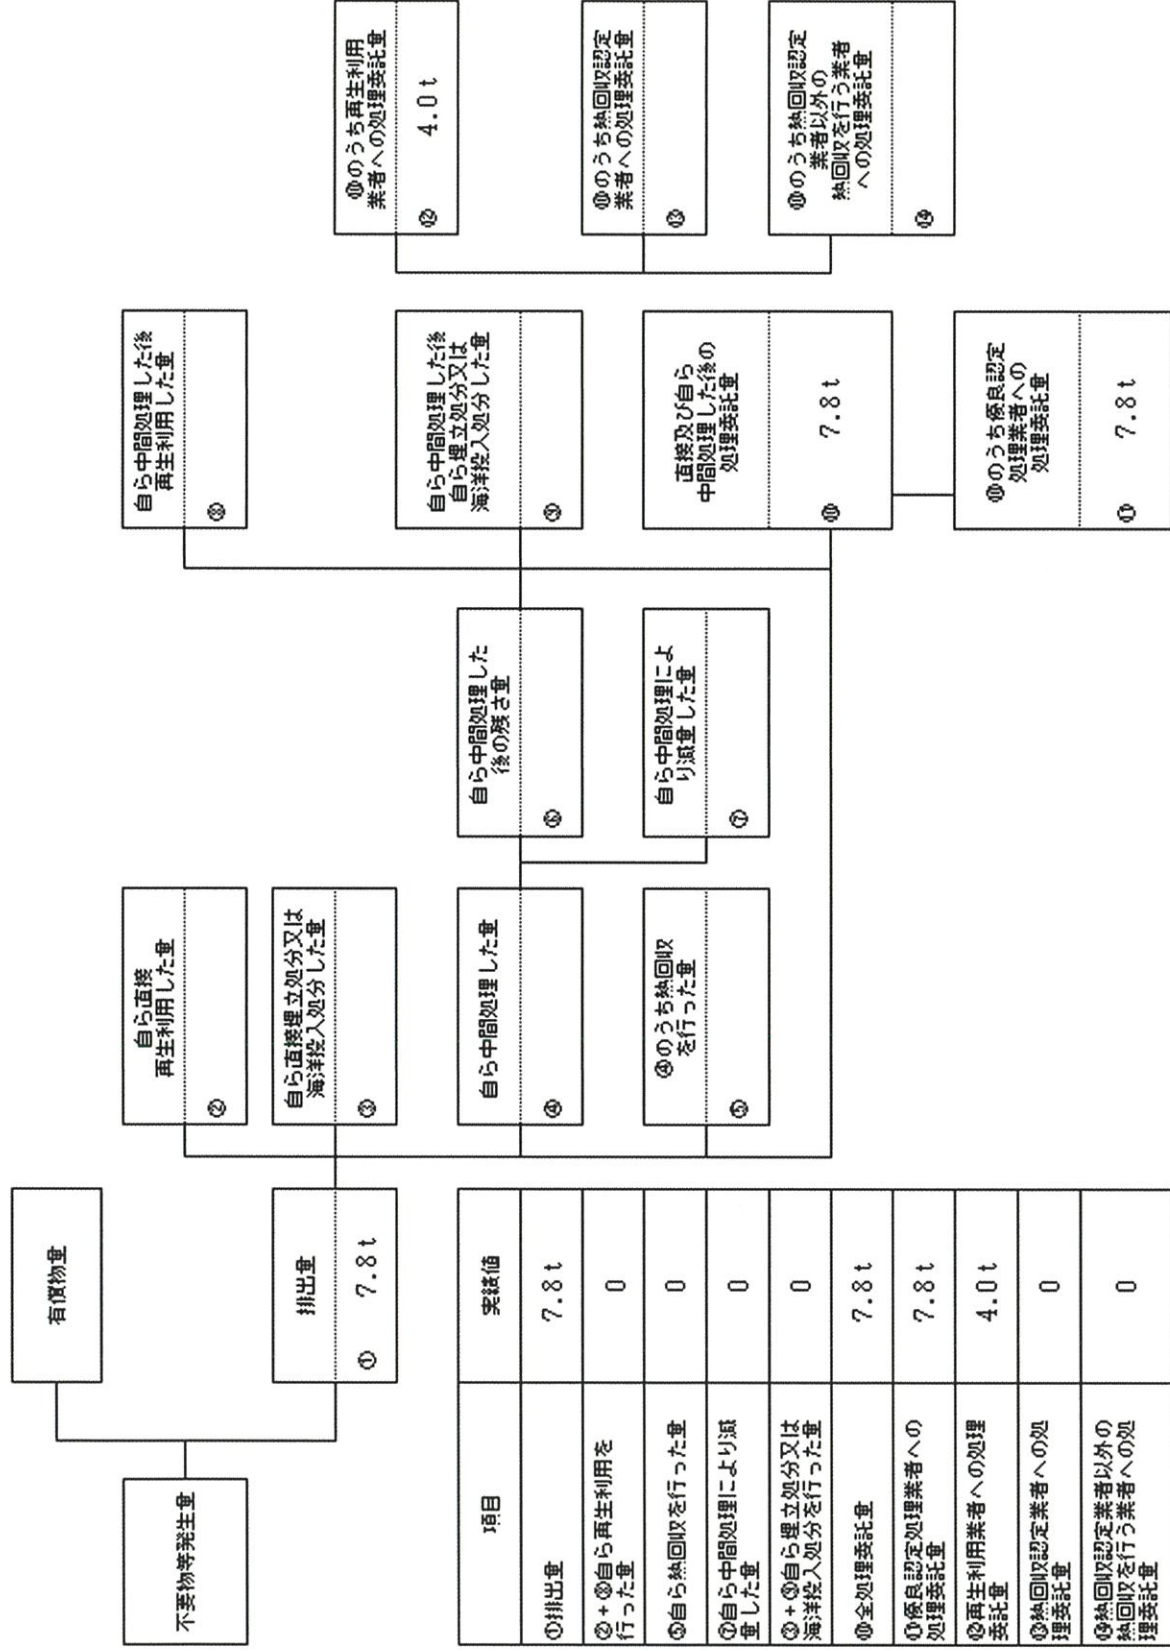 不要物等発生量
有償物量
排出量
① 7.8t
自ら直接
再生利用した量
②
自ら直接埋立処分又は
海洋投入処分した量
③
自ら中間処理した量
④
④のうち熱回収
を行った量
⑤
自ら中間処理した
後の残さ量
⑥
自ら中間処理によ
り減量した量
⑦
自ら中間処理した後
再生利用した量
⑧
自ら中間処理した後
自ら埋立処分又は
海洋投入処分した量
⑨
直接及び自ら
中間処理した後の
処理委託量
⑩ 7.8t
⑩のうち優良認定
処理業者への
処理委託量
⑪ 7.8t
⑩のうち再生利用
業者への処理委託量
⑫ 4.0t
⑩のうち熱回収認定
業者への処理委託量
⑬
⑩のうち熱回収認定
業者以外の
熱回収を行う業者
への処理委託量
⑭
項目 実績値
①排出量 7.8t
②+⑧自ら再生利用を
行った量 0
⑤自ら熱回収を行った量 0
⑦自ら中間処理により減
量した量 0
③+⑨自ら埋立処分又は
海洋投入処分を行った量 0
⑩全処理委託量 7.8t
⑪優良認定処理業者への
処理委託量 7.8t
⑫再生利用業者への処理
委託量 4.0t
⑬熱回収認定業者への処
理委託量 0
⑭熱回収認定業者以外の
熱回収を行う業者への処
理委託量 0